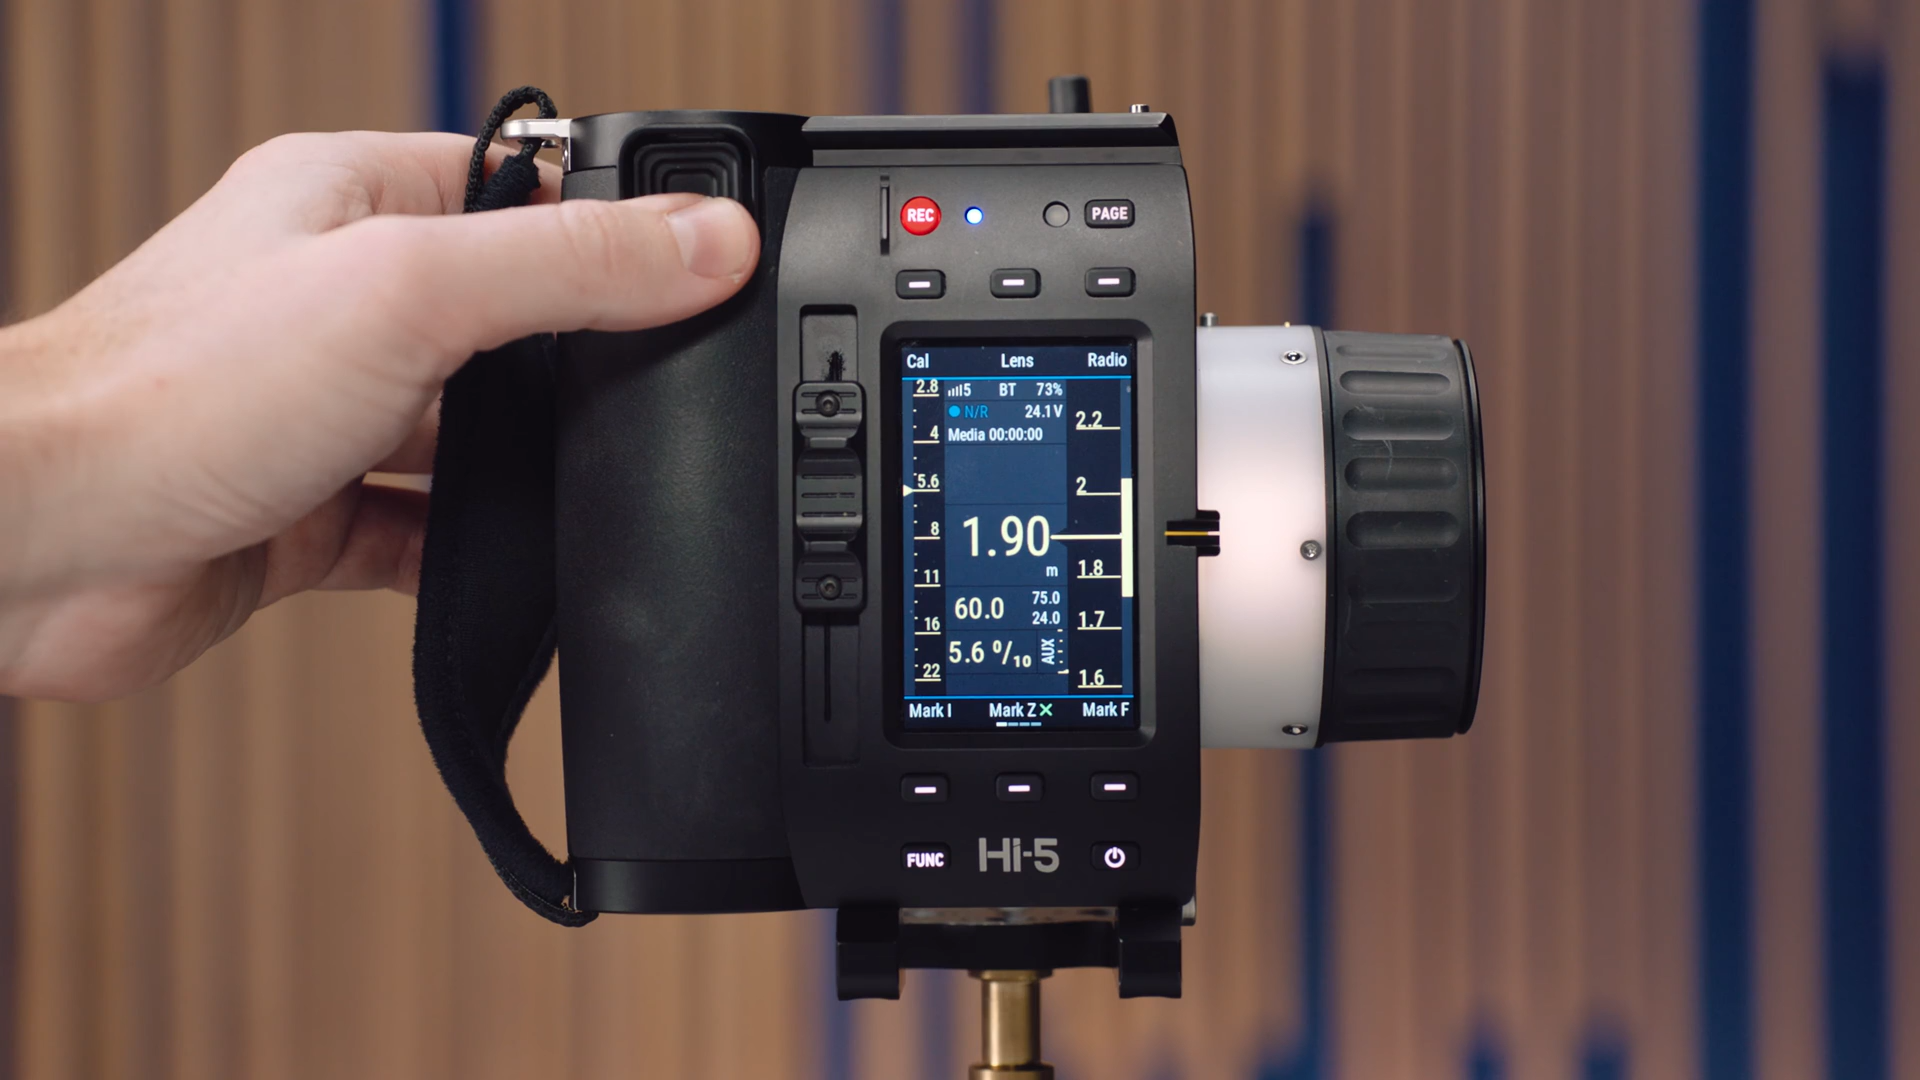 REC PAGE
Cal Lens Radio
2.8
5 BT 73%
N/R 24.1V
2.2
4
Media 00:00:00
5.6
2
8
1.90
m
11
1.8
60.0
75.0
24.0
16
1.7
5.6 0/10
AUX
22
1.6
Mark I Mark Z Mark F
FUNC Hi-5